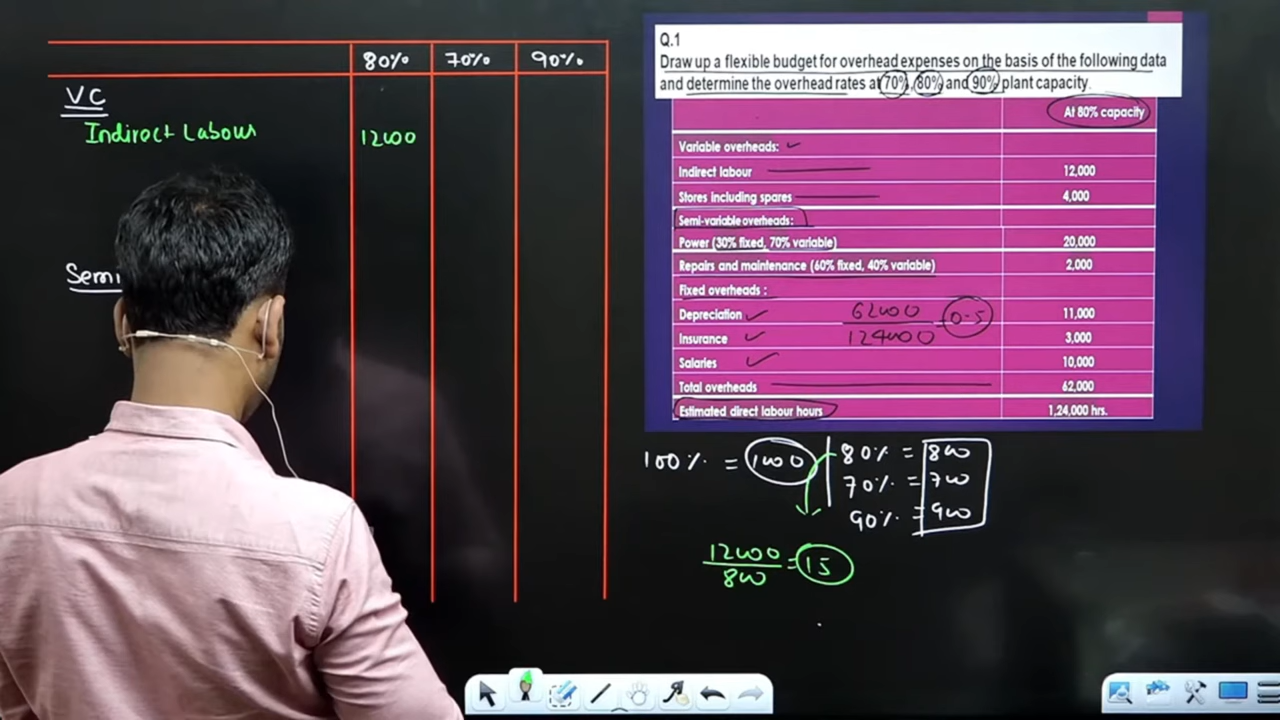 80% 70% 90%
VC
Indirect Labour 12000
Semi
Q.1
Draw up a flexible budget for overhead expenses on the basis of the following data
and determine the overhead rates at 70%, 80% and 90% plant capacity.
At 80% capacity
Variable overheads:
Indirect labour 12,000
Stores including spares 4,000
Semi-variable overheads:
Power (30% fixed, 70% variable) 20,000
Repairs and maintenance (60% fixed, 40% variable) 2,000
Fixed overheads :
Depreciation 11,000
Insurance 3,000
Salaries 10,000
Total overheads 62,000
Estimated direct labour hours 1,24,000 hrs.
62000
124000 = 0.5
100% = 1000
80% = 800
70% = 700
90% = 900
12000
800 = 15